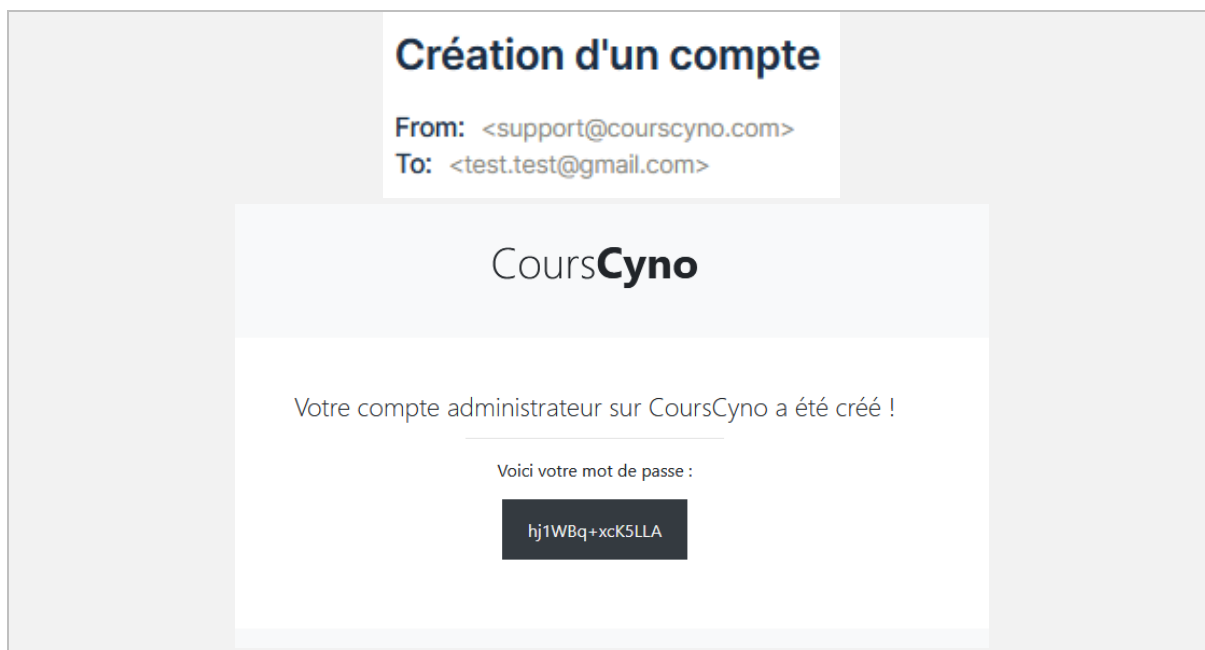 Création d'un compte
From: <support@courscyno.com>
To: <test.test@gmail.com>
CoursCyno
Votre compte administrateur sur CoursCyno a été créé !
Voici votre mot de passe :
hj1WBq+xcK5LLA